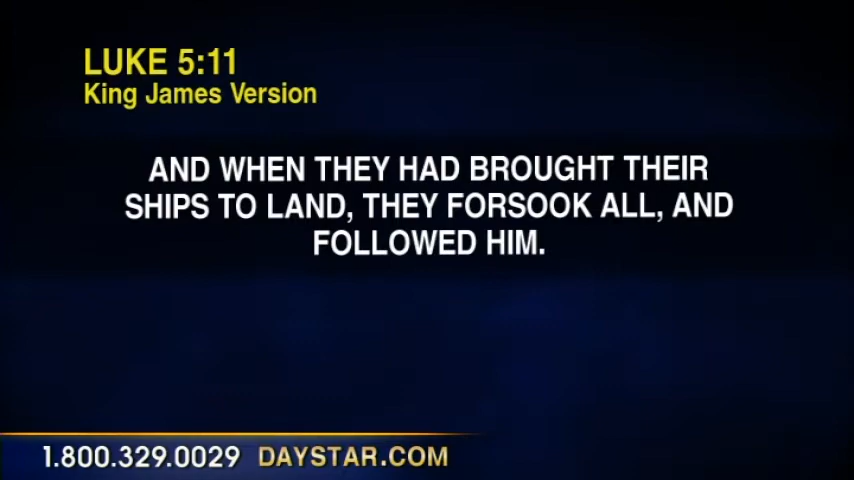 LUKE 5:11
King James Version
AND WHEN THEY HAD BROUGHT THEIR
SHIPS TO LAND, THEY FORSOOK ALL, AND
FOLLOWED HIM.
1.800.329.0029 DAYSTAR.COM